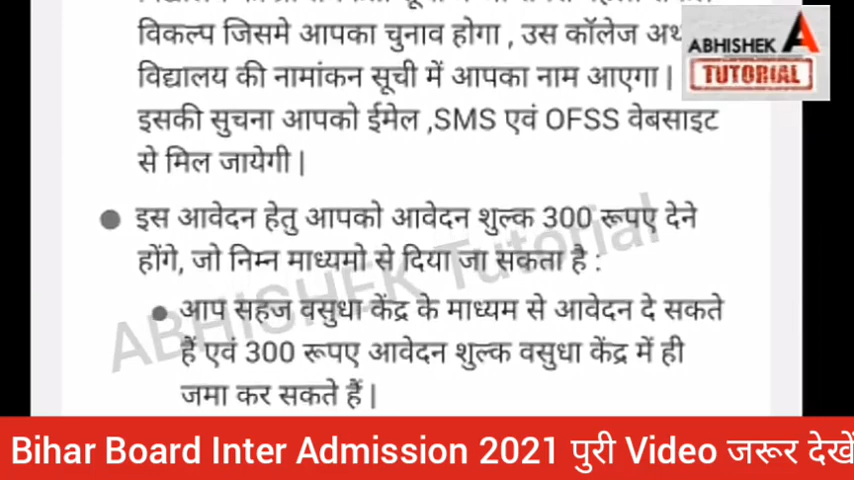 विकल्प जिसमे आपका चुनाव होगा , उस कॉलेज अथ
विद्यालय की नामांकन सूची में आपका नाम आएगा |
इसकी सुचना आपको ईमेल ,SMS एवं OFSS वेबसाइट
से मिल जायेगी |
ABHISHEK A
TUTORIAL
इस आवेदन हेतु आपको आवेदन शुल्क 300 रूपए देने
होंगे, जो निम्न माध्यमो से दिया जा सकता है :
आप सहज वसुधा केंद्र के माध्यम से आवेदन दे सकते
हैं एवं 300 रूपए आवेदन शुल्क वसुधा केंद्र में ही
जमा कर सकते हैं |
ABHISHEK Tutorial
Bihar Board Inter Admission 2021 पुरी Video जरूर देखें